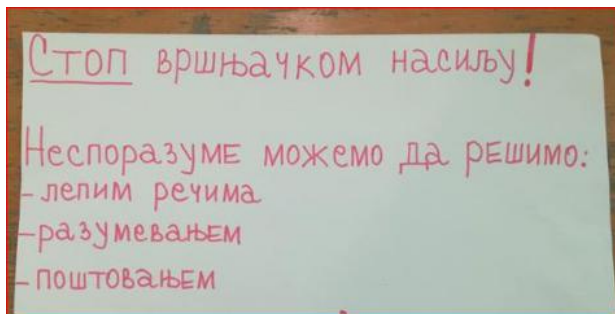 Стоп вршњачком насиљу!
Неспоразуме можемо да решимо:
- лепим речима
- разумевањем
- поштовањем